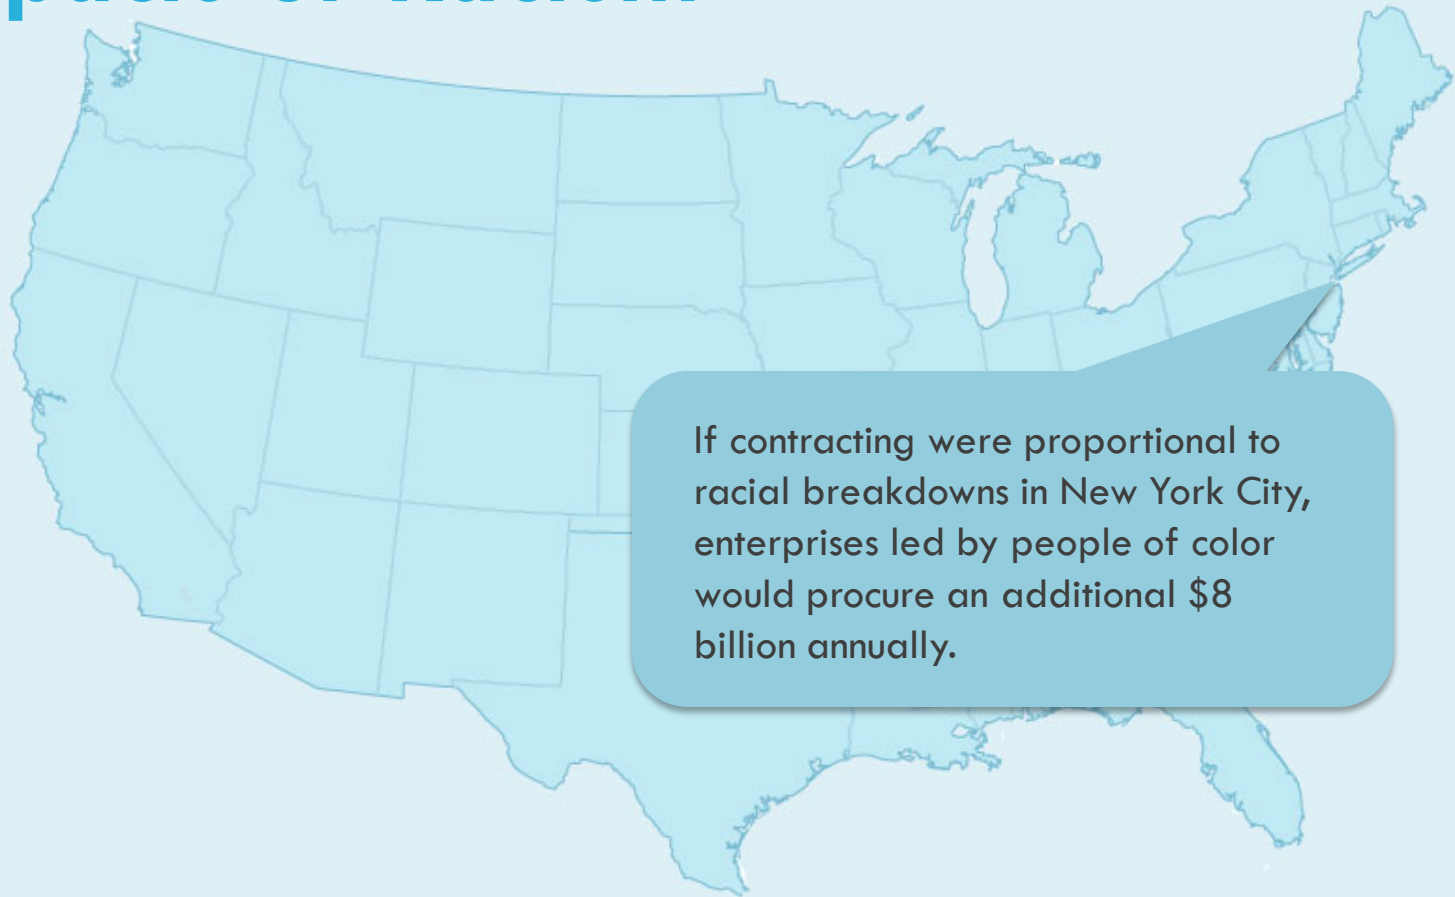 If contracting were proportional to
racial breakdowns in New York City,
enterprises led by people of color
would procure an additional $8
billion annually.